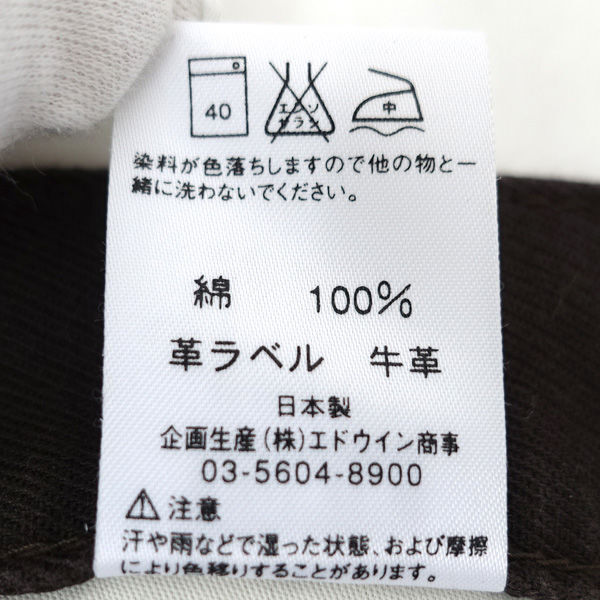 40
エンソ
サラシ
中
染料が色落ちしますので他の物と一
緒に洗わないでください。
綿 100%
革ラベル 牛革
日本製
企画生産(株)エドウイン商事
03-5604-8900
⚠注意
汗や雨などで湿った状態、および摩擦
により色移りすることがあります。